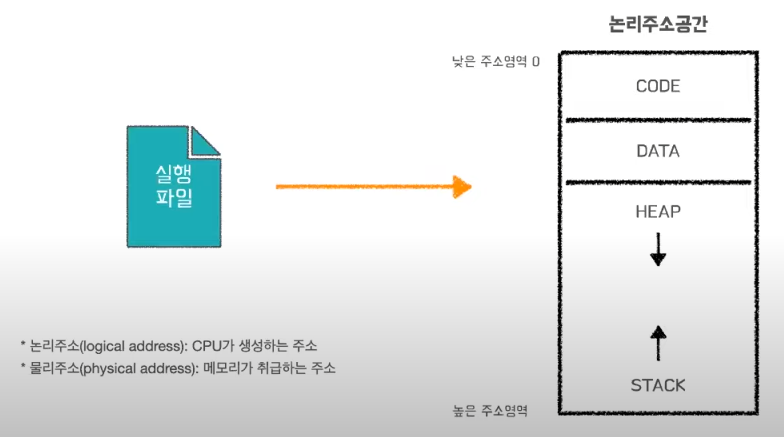 논리주소공간
낮은 주소영역 0
CODE
DATA
HEAP
실행
파일
* 논리주소(logical address): CPU가 생성하는 주소
* 물리주소(physical address): 메모리가 취급하는 주소
STACK
높은 주소영역